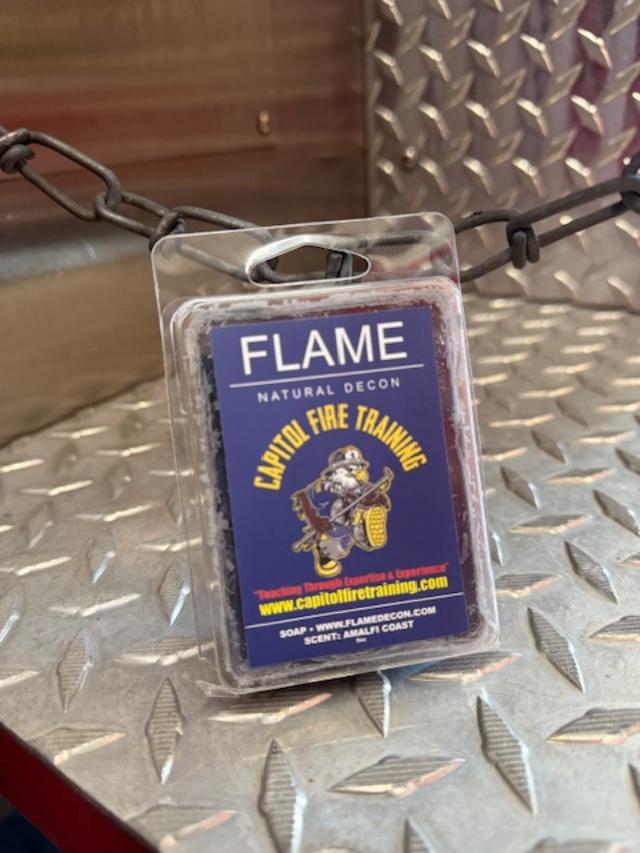 FLAME
NATURAL DECON
CAPITOL FIRE TRAINING
"Teaching Through Expertise & Experience"
www.capitolfiretraining.com
SOAP • WWW.FLAMEDECON.COM
SCENT: AMALFI COAST